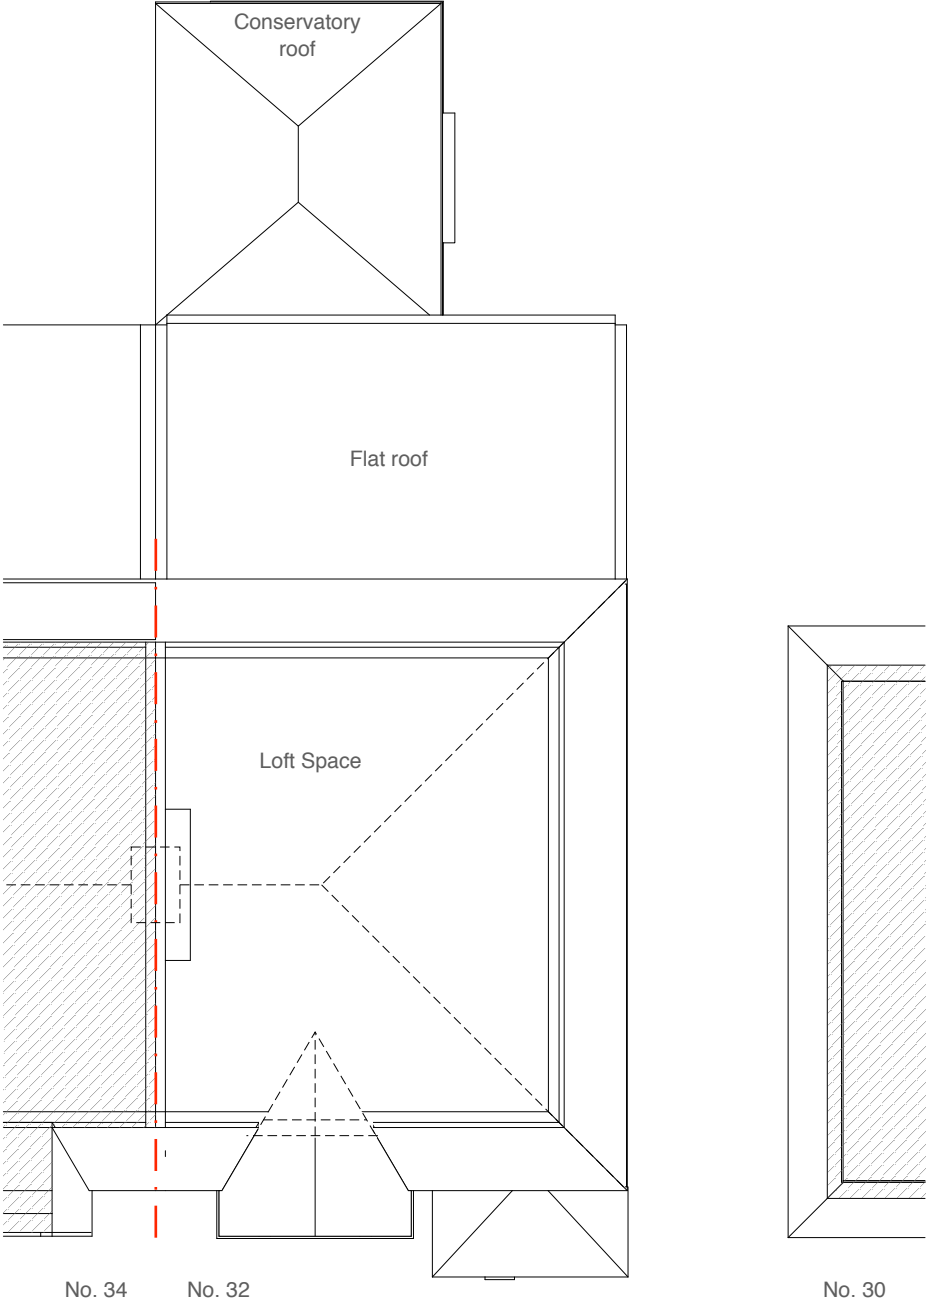 Conservatory
roof
Flat roof
Loft Space
No. 34
No. 32
No. 30